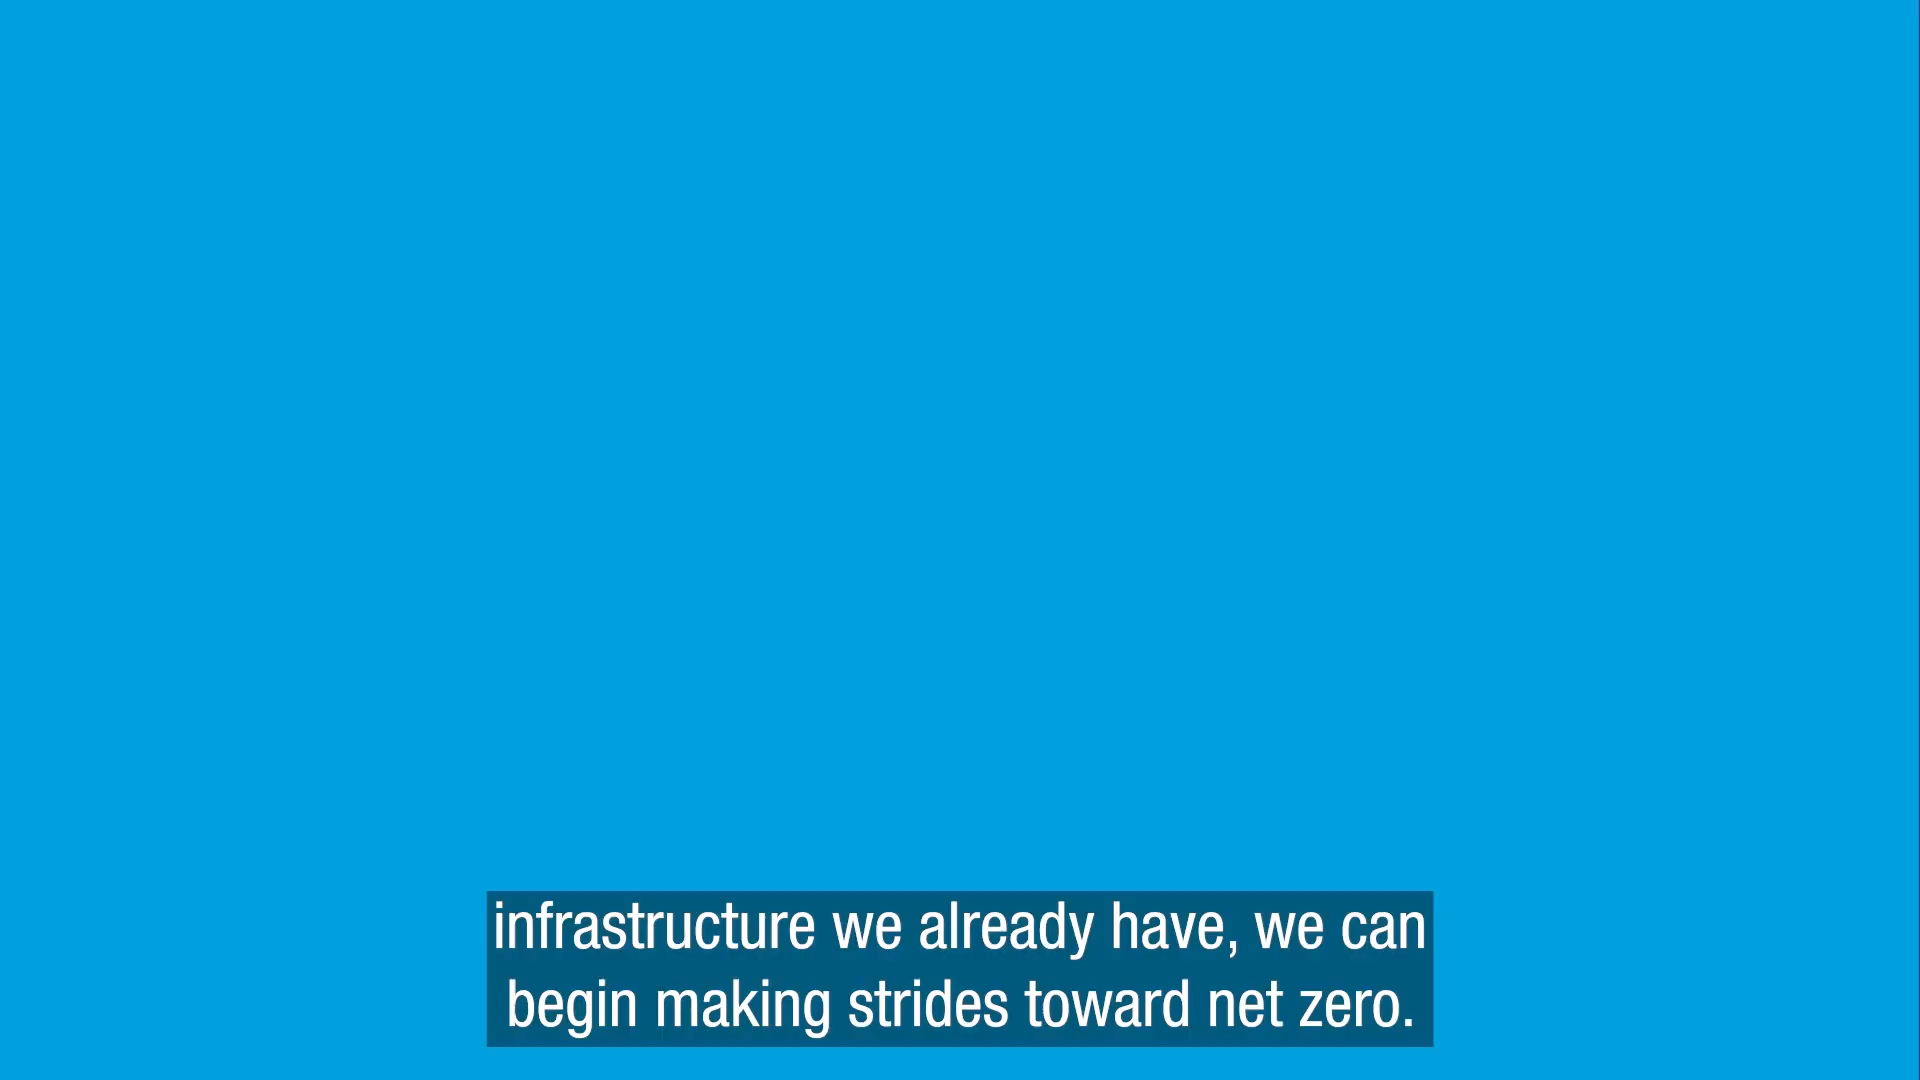 infrastructure we already have, we can
begin making strides toward net zero.